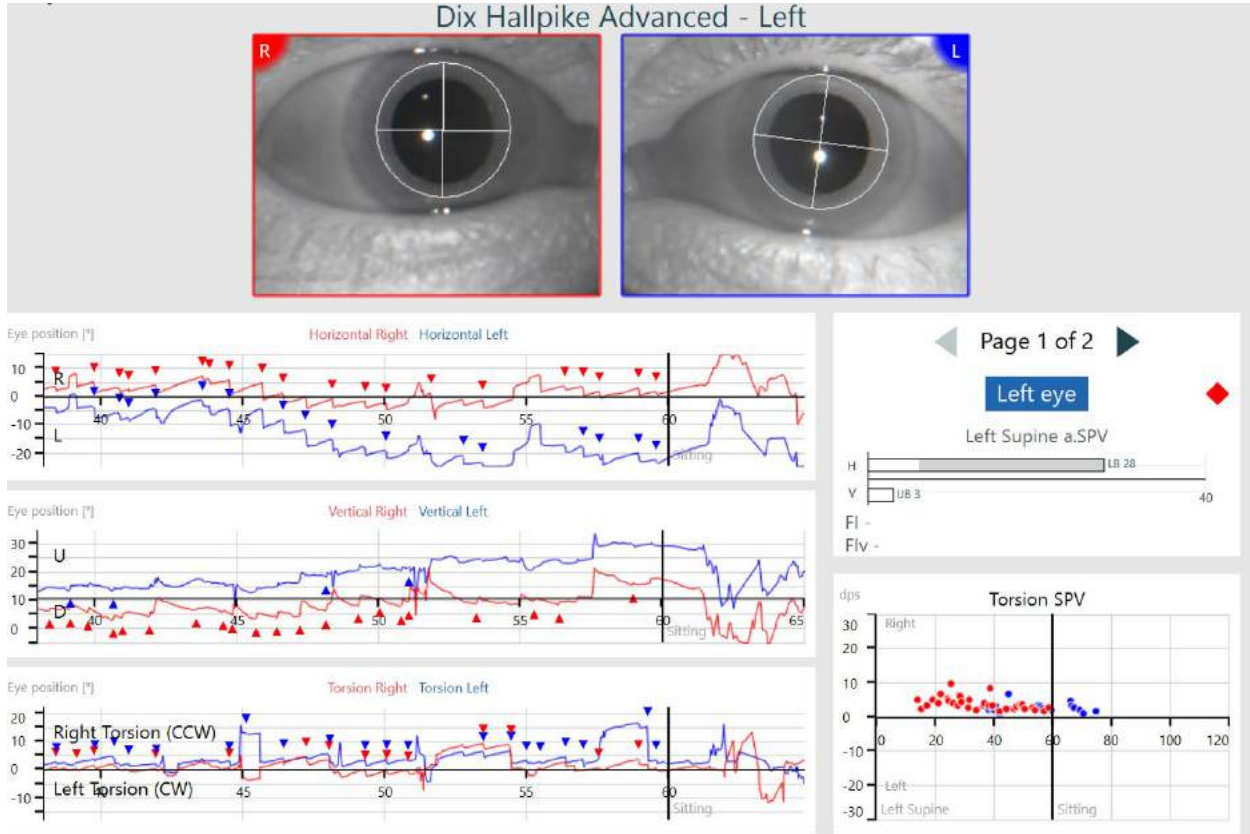 Dix Hallpike Advanced - Left
R
L
Eye position [°]
Horizontal Right Horizontal Left
10
0
-10
-20
R
L
40
45
50
55
60
Sitting
Eye position [°]
Vertical Right Vertical Left
30
20
10
0
U
D
40
45
50
55
60
65
Sitting
Eye position [°]
Torsion Right Torsion Left
20
10
0
-10
Right Torsion (CCW)
Left Torsion (CW)
40
45
50
55
60
Sitting
Page 1 of 2
Left eye
Left Supine a.SPV
H
LB 28
V
UB 3
40
Fl -
Flv -
dps
Torsion SPV
30
20
10
0
-10
-20
-30
Right
Left
Left Supine
Sitting
20
40
60
80
100
120